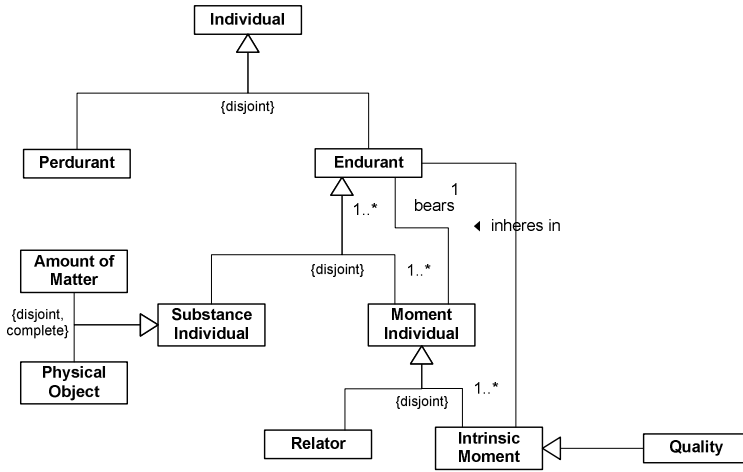 Individual
{disjoint}
Perdurant
Endurant
1..*
1
bears
inheres in
Amount of
Matter
{disjoint}
1..*
{disjoint,
complete}
Substance
Individual
Moment
Individual
Physical
Object
{disjoint}
1..*
Relator
Intrinsic
Moment
Quality